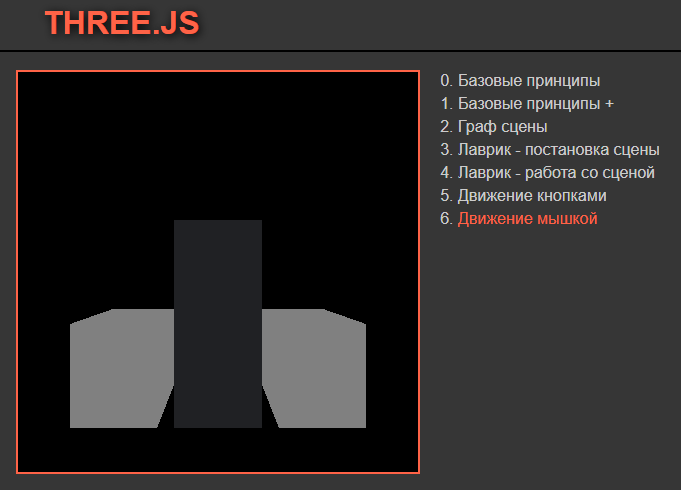 THREE.JS
0. Базовые принципы
1. Базовые принципы +
2. Граф сцены
3. Лаврик - постановка сцены
4. Лаврик - работа со сценой
5. Движение кнопками
6. Движение мышкой